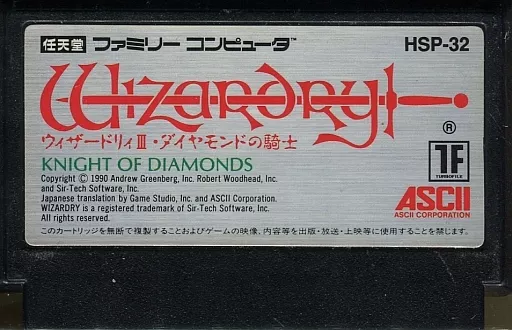 任天堂 ファミリー コンピュータ™ HSP-32
Wizardry
®
ウィザードリィⅢ・ダイヤモンドの騎士
KNIGHT OF DIAMONDS
Copyright © 1990 Andrew Greenberg, Inc. Robert Woodhead, Inc.
and Sir-Tech Software, Inc.
Japanese translation by Game Studio, Inc. and ASCII Corporation.
WIZARDRY is a registered trademark of Sir-Tech Software, Inc.
All rights reserved.
TF
TURBOFILE
ASCII
ASCII CORPORATION
このカートリッジを無断で複製することおよびゲームの映像、内容等を出版・放送・上映等に使用することを禁じます。